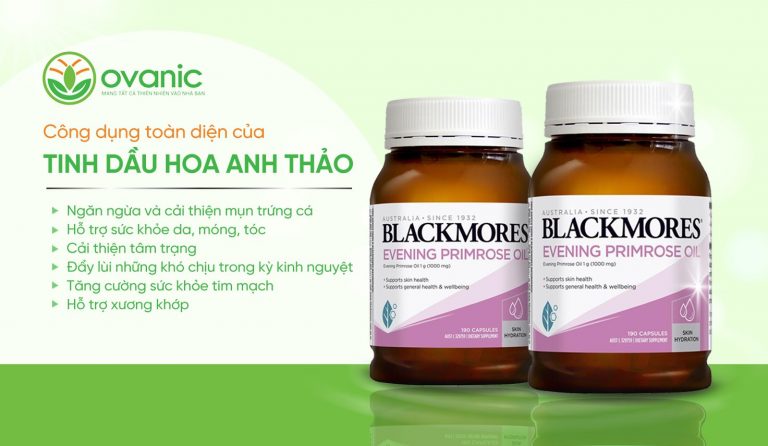 ovanic
MANG TẤT CẢ THIÊN NHIÊN VÀO NHÀ BẠN
Công dụng toàn diện của
TINH DẦU HOA ANH THẢO
Ngăn ngừa và cải thiện mụn trứng cá
Hỗ trợ sức khỏe da, móng, tóc
Cải thiện tâm trạng
Đẩy lùi những khó chịu trong kỳ kinh nguyệt
Tăng cường sức khỏe tim mạch
Hỗ trợ xương khớp
AUSTRALIA • SINCE 1932
BLACKMORES
EVENING PRIMROSE OIL
Evening Primrose Oil 1 g (1000 mg)
• Supports skin health
• Supports general health & wellbeing
190 CAPSULES
DIETARY SUPPLEMENT
SKIN
HYDRATION
AUSTRALIA • SINCE 1932
BLACKMORES®
EVENING PRIMROSE OIL
Evening Primrose Oil 1 g (1000 mg)
• Supports skin health
• Supports general health & wellbeing
190 CAPSULES
DIETARY SUPPLEMENT
SKIN
HYDRATION